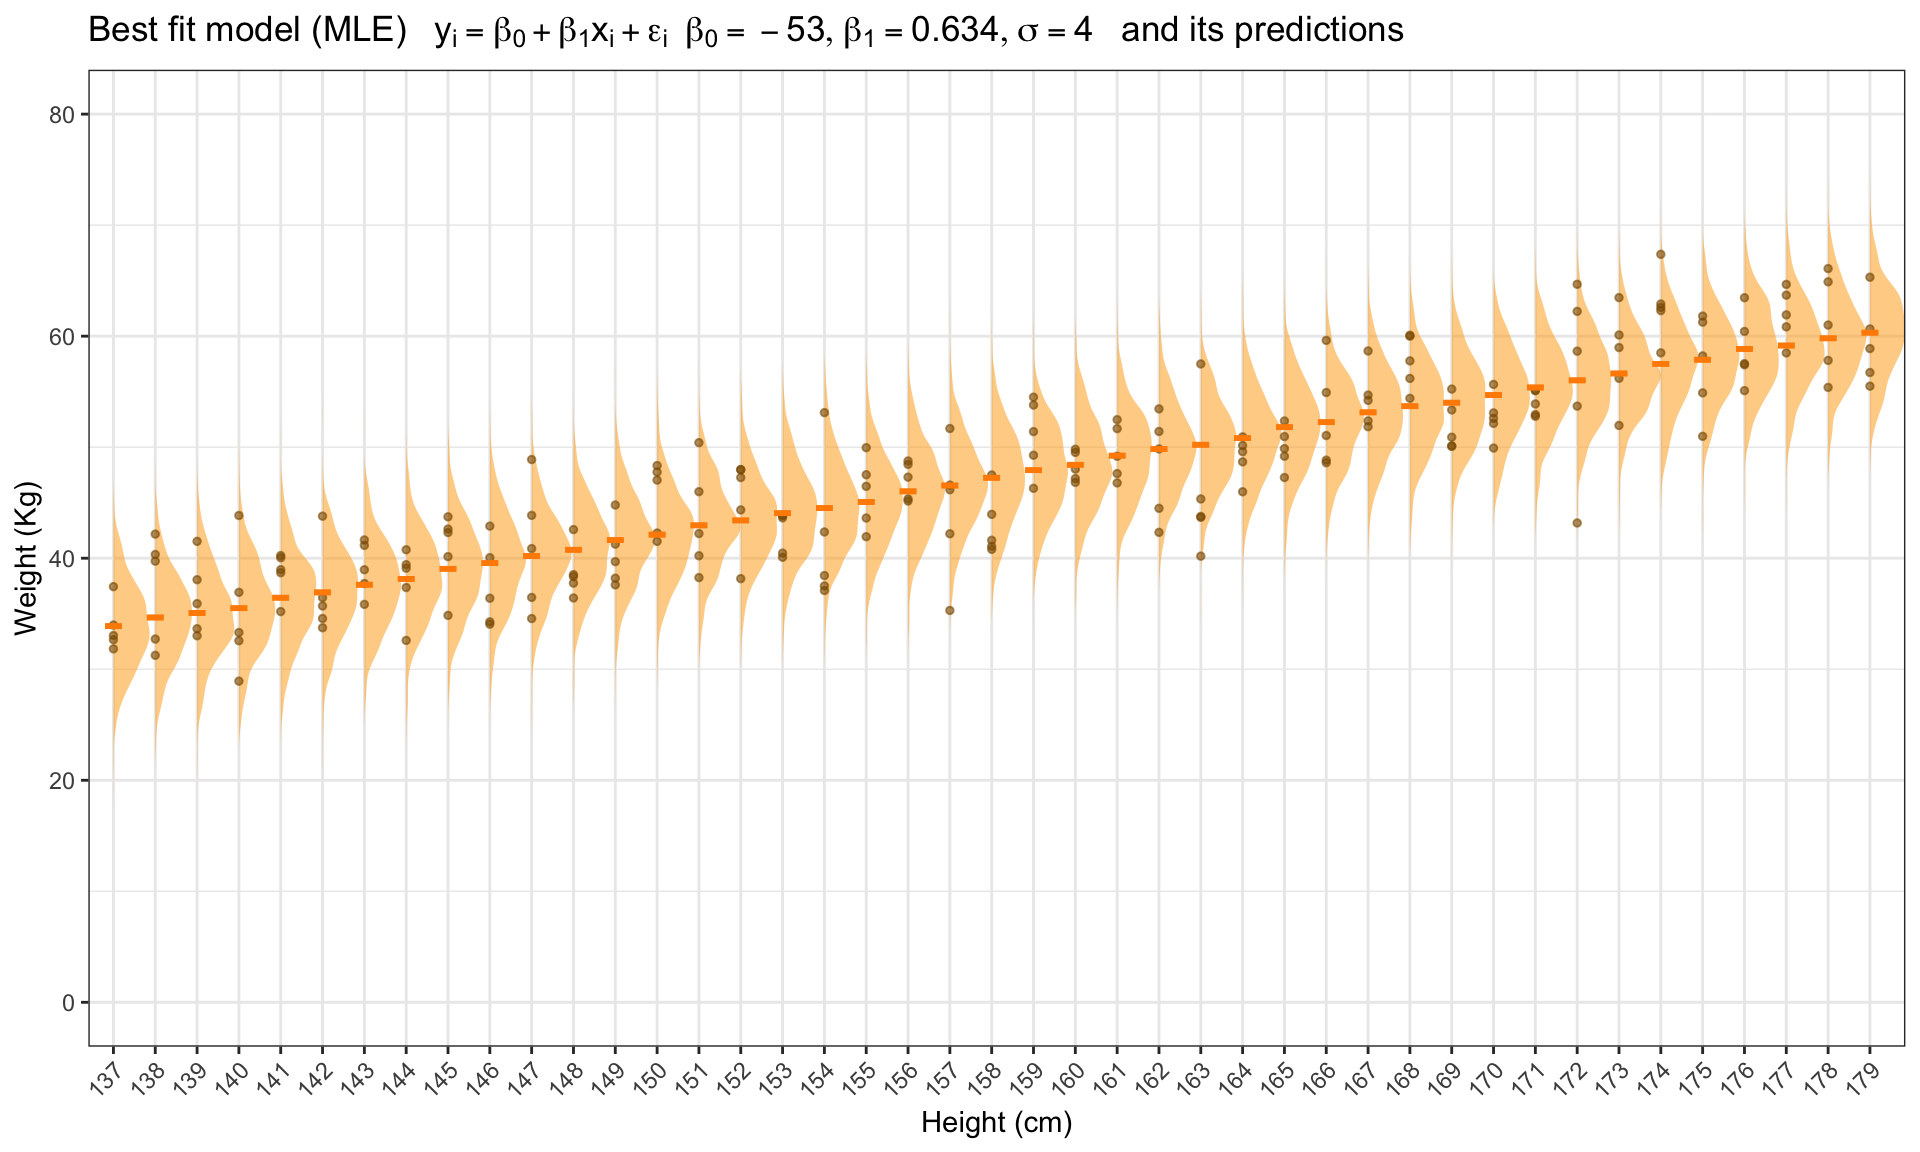 Best fit model (MLE) yᵢ = β₀ + β₁xᵢ + εᵢ β₀ = − 53, β₁ = 0.634, σ = 4 and its predictions
Weight (Kg)
80
60
40
20
0
137 138 139 140 141 142 143 144 145 146 147 148 149 150 151 152 153 154 155 156 157 158 159 160 161 162 163 164 165 166 167 168 169 170 171 172 173 174 175 176 177 178 179
Height (cm)